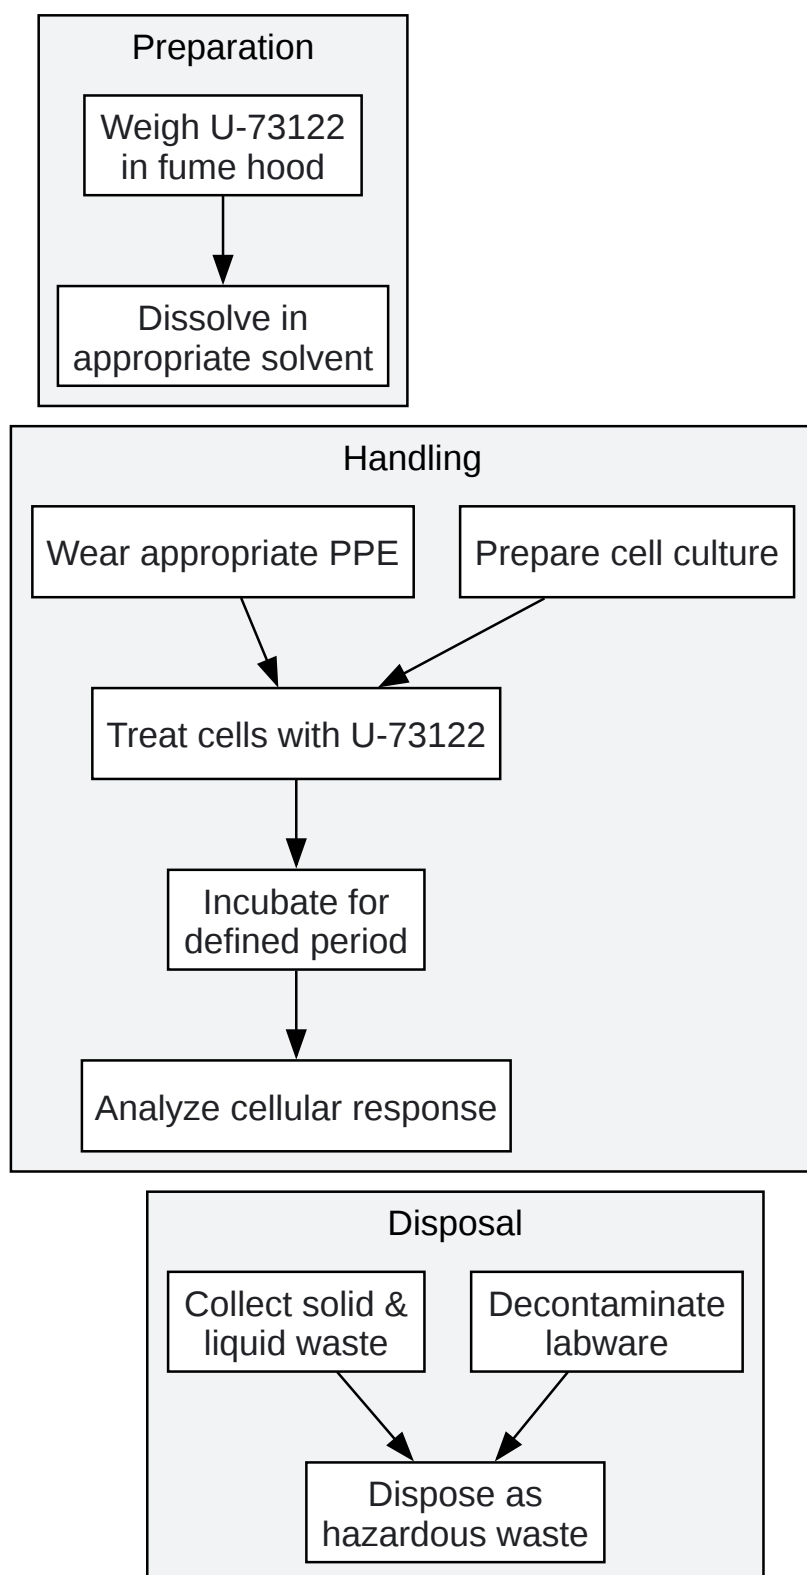 Preparation
Weigh U-73122
in fume hood
Dissolve in
appropriate solvent
Handling
Wear appropriate PPE
Prepare cell culture
Treat cells with U-73122
Incubate for
defined period
Analyze cellular response
Disposal
Collect solid &
liquid waste
Decontaminate
labware
Dispose as
hazardous waste